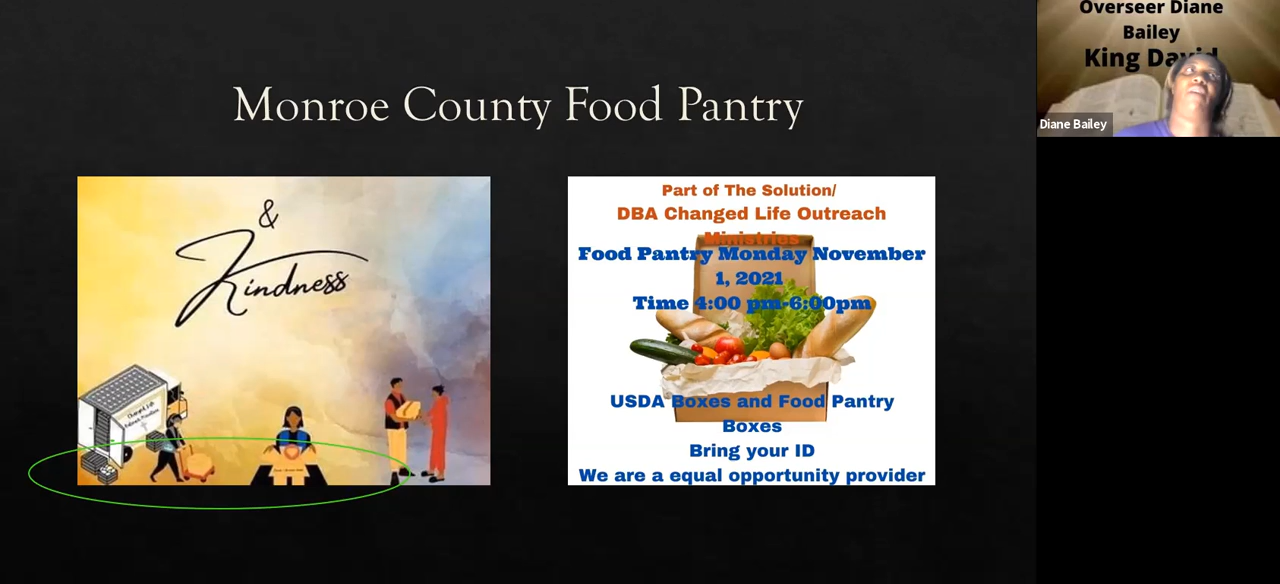 Monroe County Food Pantry
&
Kindness
Part of The Solution/
DBA Changed Life Outreach
Ministries
Food Pantry Monday November
1, 2021
Time 4:00 pm-6:00pm
USDA Boxes and Food Pantry
Boxes
Bring your ID
We are a equal opportunity provider
Overseer Diane
Bailey
King David
Diane Bailey